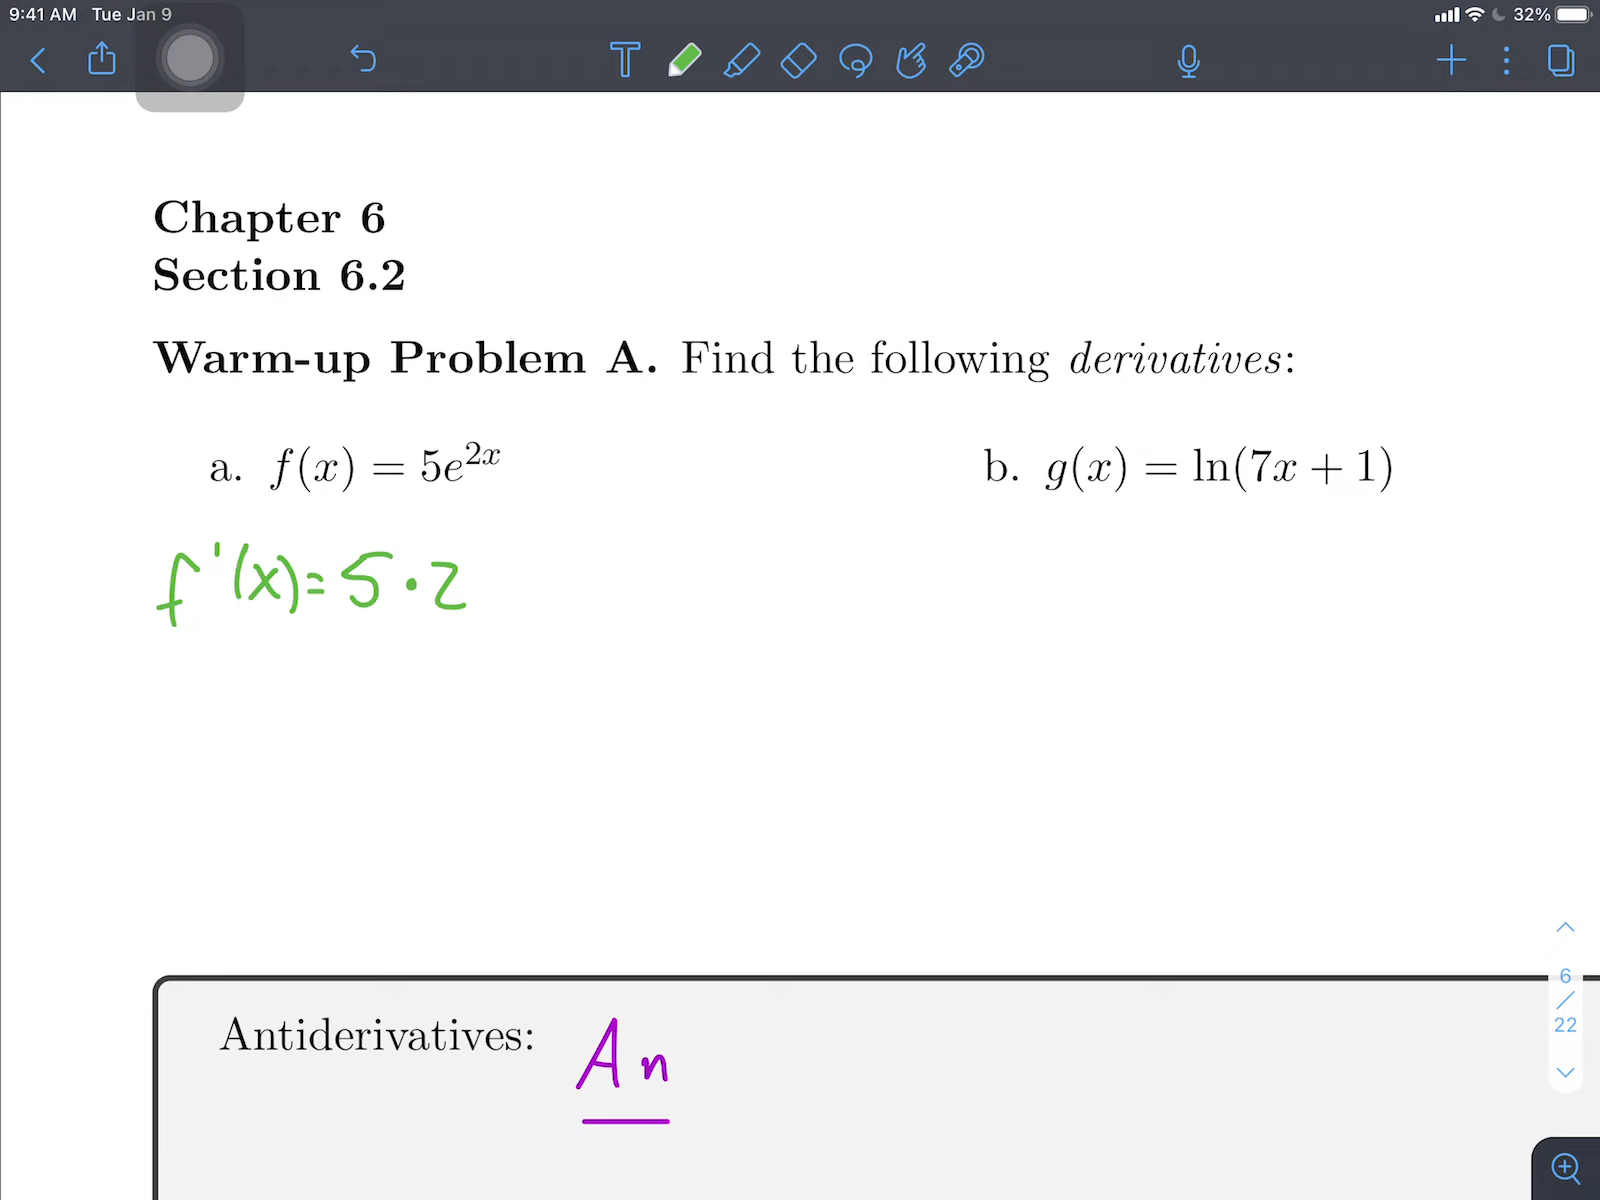 9:41 AM Tue Jan 9 32%
Chapter 6
Section 6.2
Warm-up Problem A. Find the following derivatives:
a. f(x) = 5e^{2x} b. g(x) = ln(7x + 1)
f'(x)= 5·2
6
/
22
Antiderivatives: An